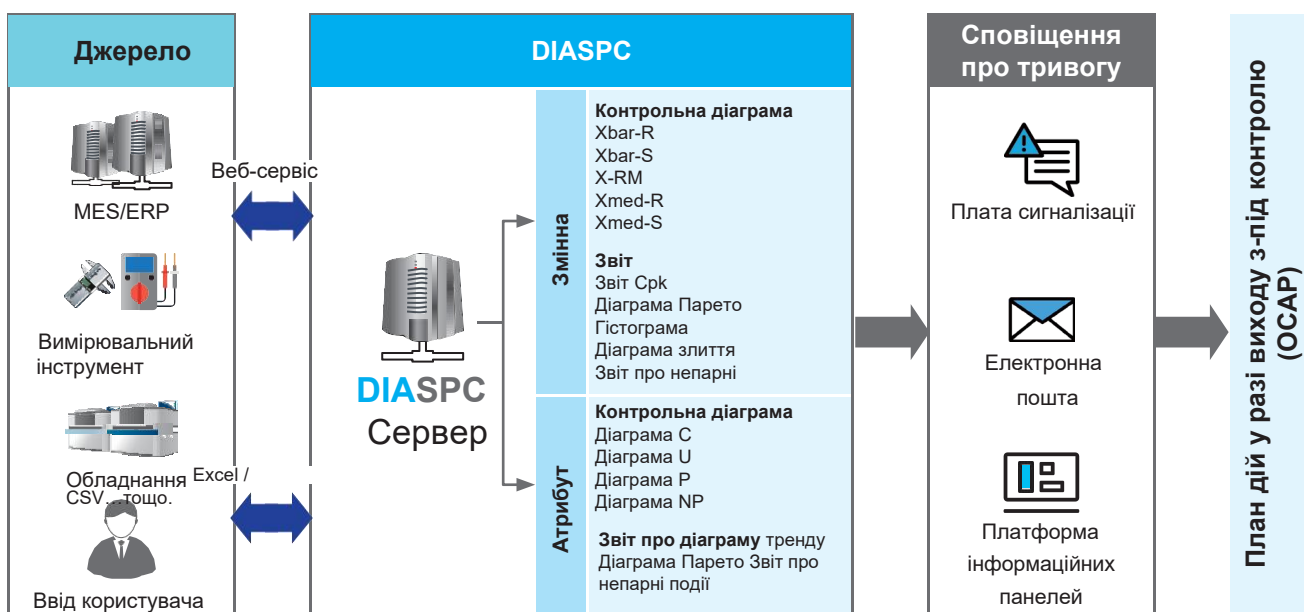 Джерело
MES/ERP
Вимірювальний
інструмент
Обладнання
CSV...тощо.
Ввід користувача
Веб-сервіс
Excel /
DIASPC
DIASPC
Сервер
Змінна
Контрольна діаграма
Xbar-R
Xbar-S
X-RM
Xmed-R
Xmed-S
Звіт
Звіт Cpk
Діаграма Парето
Гістограма
Діаграма злиття
Звіт про непарні
Атрибут
Контрольна діаграма
Діаграма C
Діаграма U
Діаграма P
Діаграма NP
Звіт про діаграму тренду
Діаграма Парето Звіт про
непарні події
Сповіщення
про тривогу
Плата сигналізації
Електронна
пошта
Платформа
інформаційних
панелей
План дій у разі виходу з-під контролю
(OCAP)